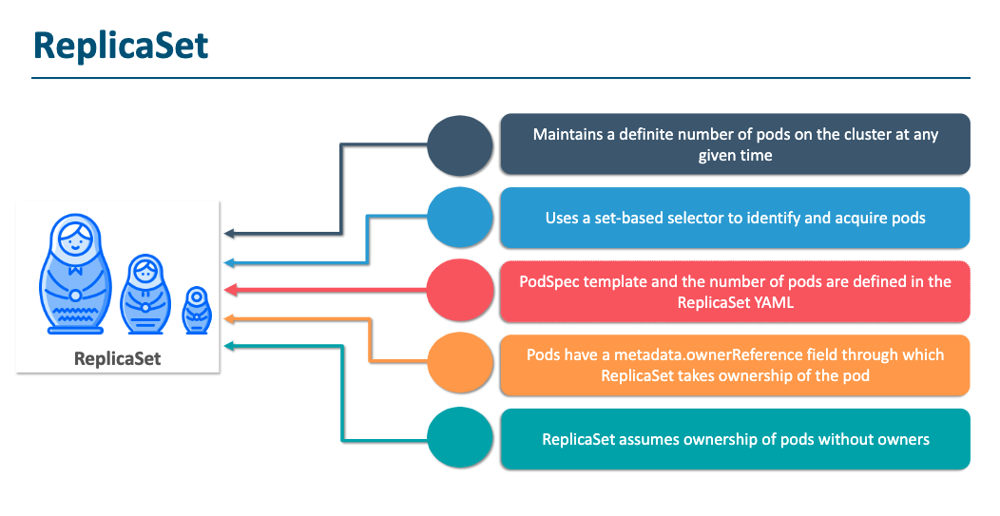 ReplicaSet
Maintains a definite number of pods on the cluster at any
given time
Uses a set-based selector to identify and acquire pods
PodSpec template and the number of pods are defined in the
ReplicaSet YAML
Pods have a metadata.ownerReference field through which
ReplicaSet takes ownership of the pod
ReplicaSet assumes ownership of pods without owners
ReplicaSet